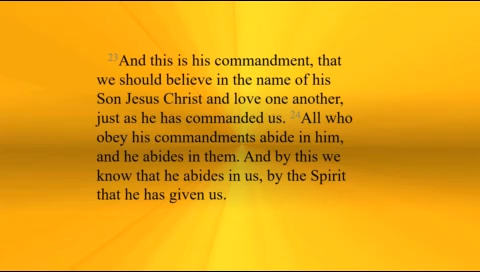 23And this is his commandment, that
we should believe in the name of his
Son Jesus Christ and love one another,
just as he has commanded us. 24All who
obey his commandments abide in him,
and he abides in them. And by this we
know that he abides in us, by the Spirit
that he has given us.